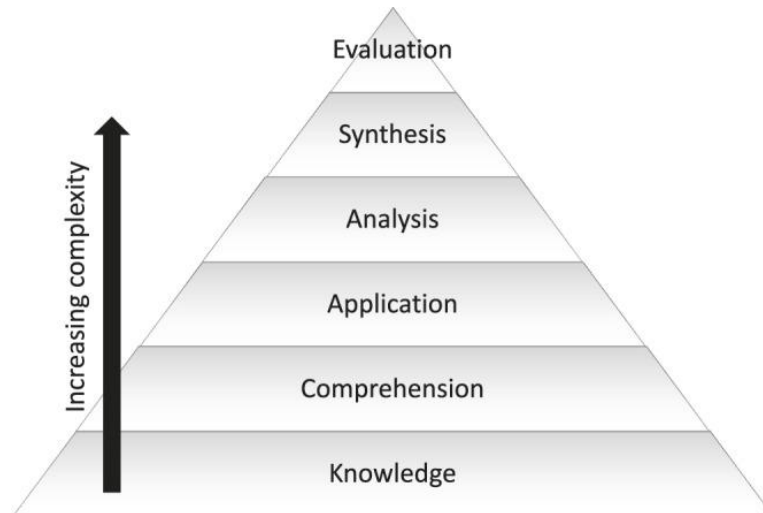 Evaluation
Synthesis
Analysis
Application
Comprehension
Knowledge
Increasing complexity